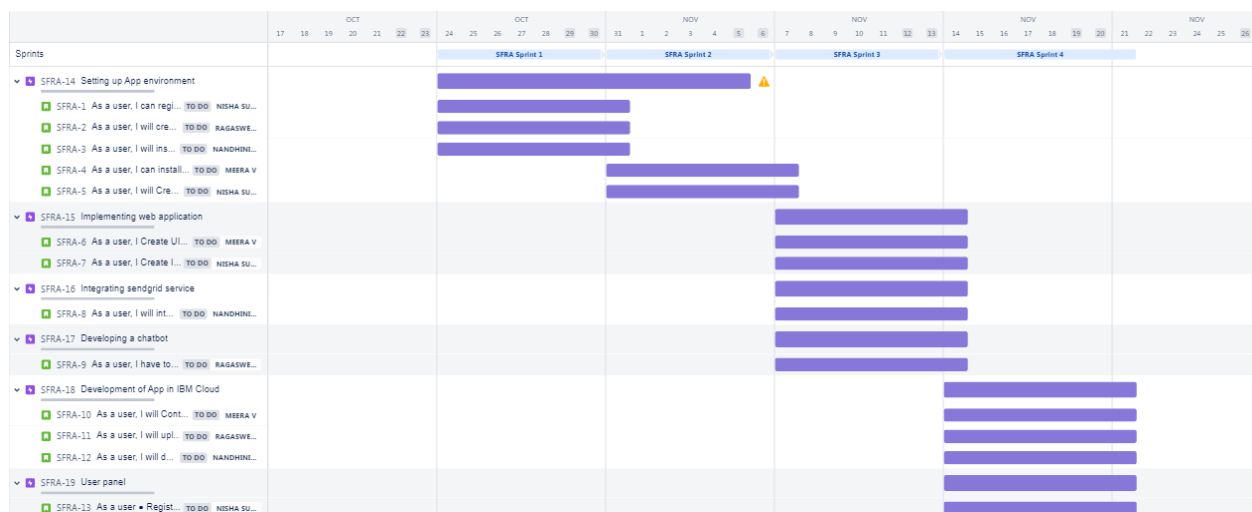 OCT OCT NOV NOV NOV NOV
17 18 19 20 21 22 23 24 25 26 27 28 29 30 31 1 2 3 4 5 6 7 8 9 10 11 12 13 14 15 16 17 18 19 20 21 22 23 24 25 26
Sprints SFRA Sprint 1 SFRA Sprint 2 SFRA Sprint 3 SFRA Sprint 4
SFRA-14 Setting up App environment
SFRA-1 As a user, I can regi... TO DO NISHA SU...
SFRA-2 As a user, I will cre... TO DO RAGASWE...
SFRA-3 As a user, I will ins... TO DO NANDHINI...
SFRA-4 As a user, I can install... TO DO MEERA V
SFRA-5 As a user, I will Cre... TO DO NISHA SU...
SFRA-15 Implementing web application
SFRA-6 As a user, I Create UI... TO DO MEERA V
SFRA-7 As a user, I Create I... TO DO NISHA SU...
SFRA-16 Integrating sendgrid service
SFRA-8 As a user, I will int... TO DO NANDHINI...
SFRA-17 Developing a chatbot
SFRA-9 As a user, I have to... TO DO RAGASWE...
SFRA-18 Development of App in IBM Cloud
SFRA-10 As a user, I will Cont... TO DO MEERA V
SFRA-11 As a user, I will upl... TO DO RAGASWE...
SFRA-12 As a user, I will d... TO DO NANDHINI...
SFRA-19 User panel
SFRA-13 As a user • Regist... TO DO NISHA SU...